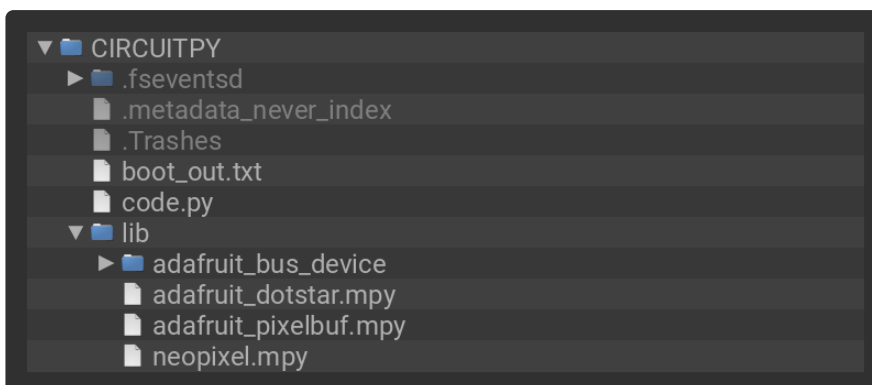 CIRCUITPY
.fseventsd
.metadata_never_index
.Trashes
boot_out.txt
code.py
lib
adafruit_bus_device
adafruit_dotstar.mpy
adafruit_pixelbuf.mpy
neopixel.mpy